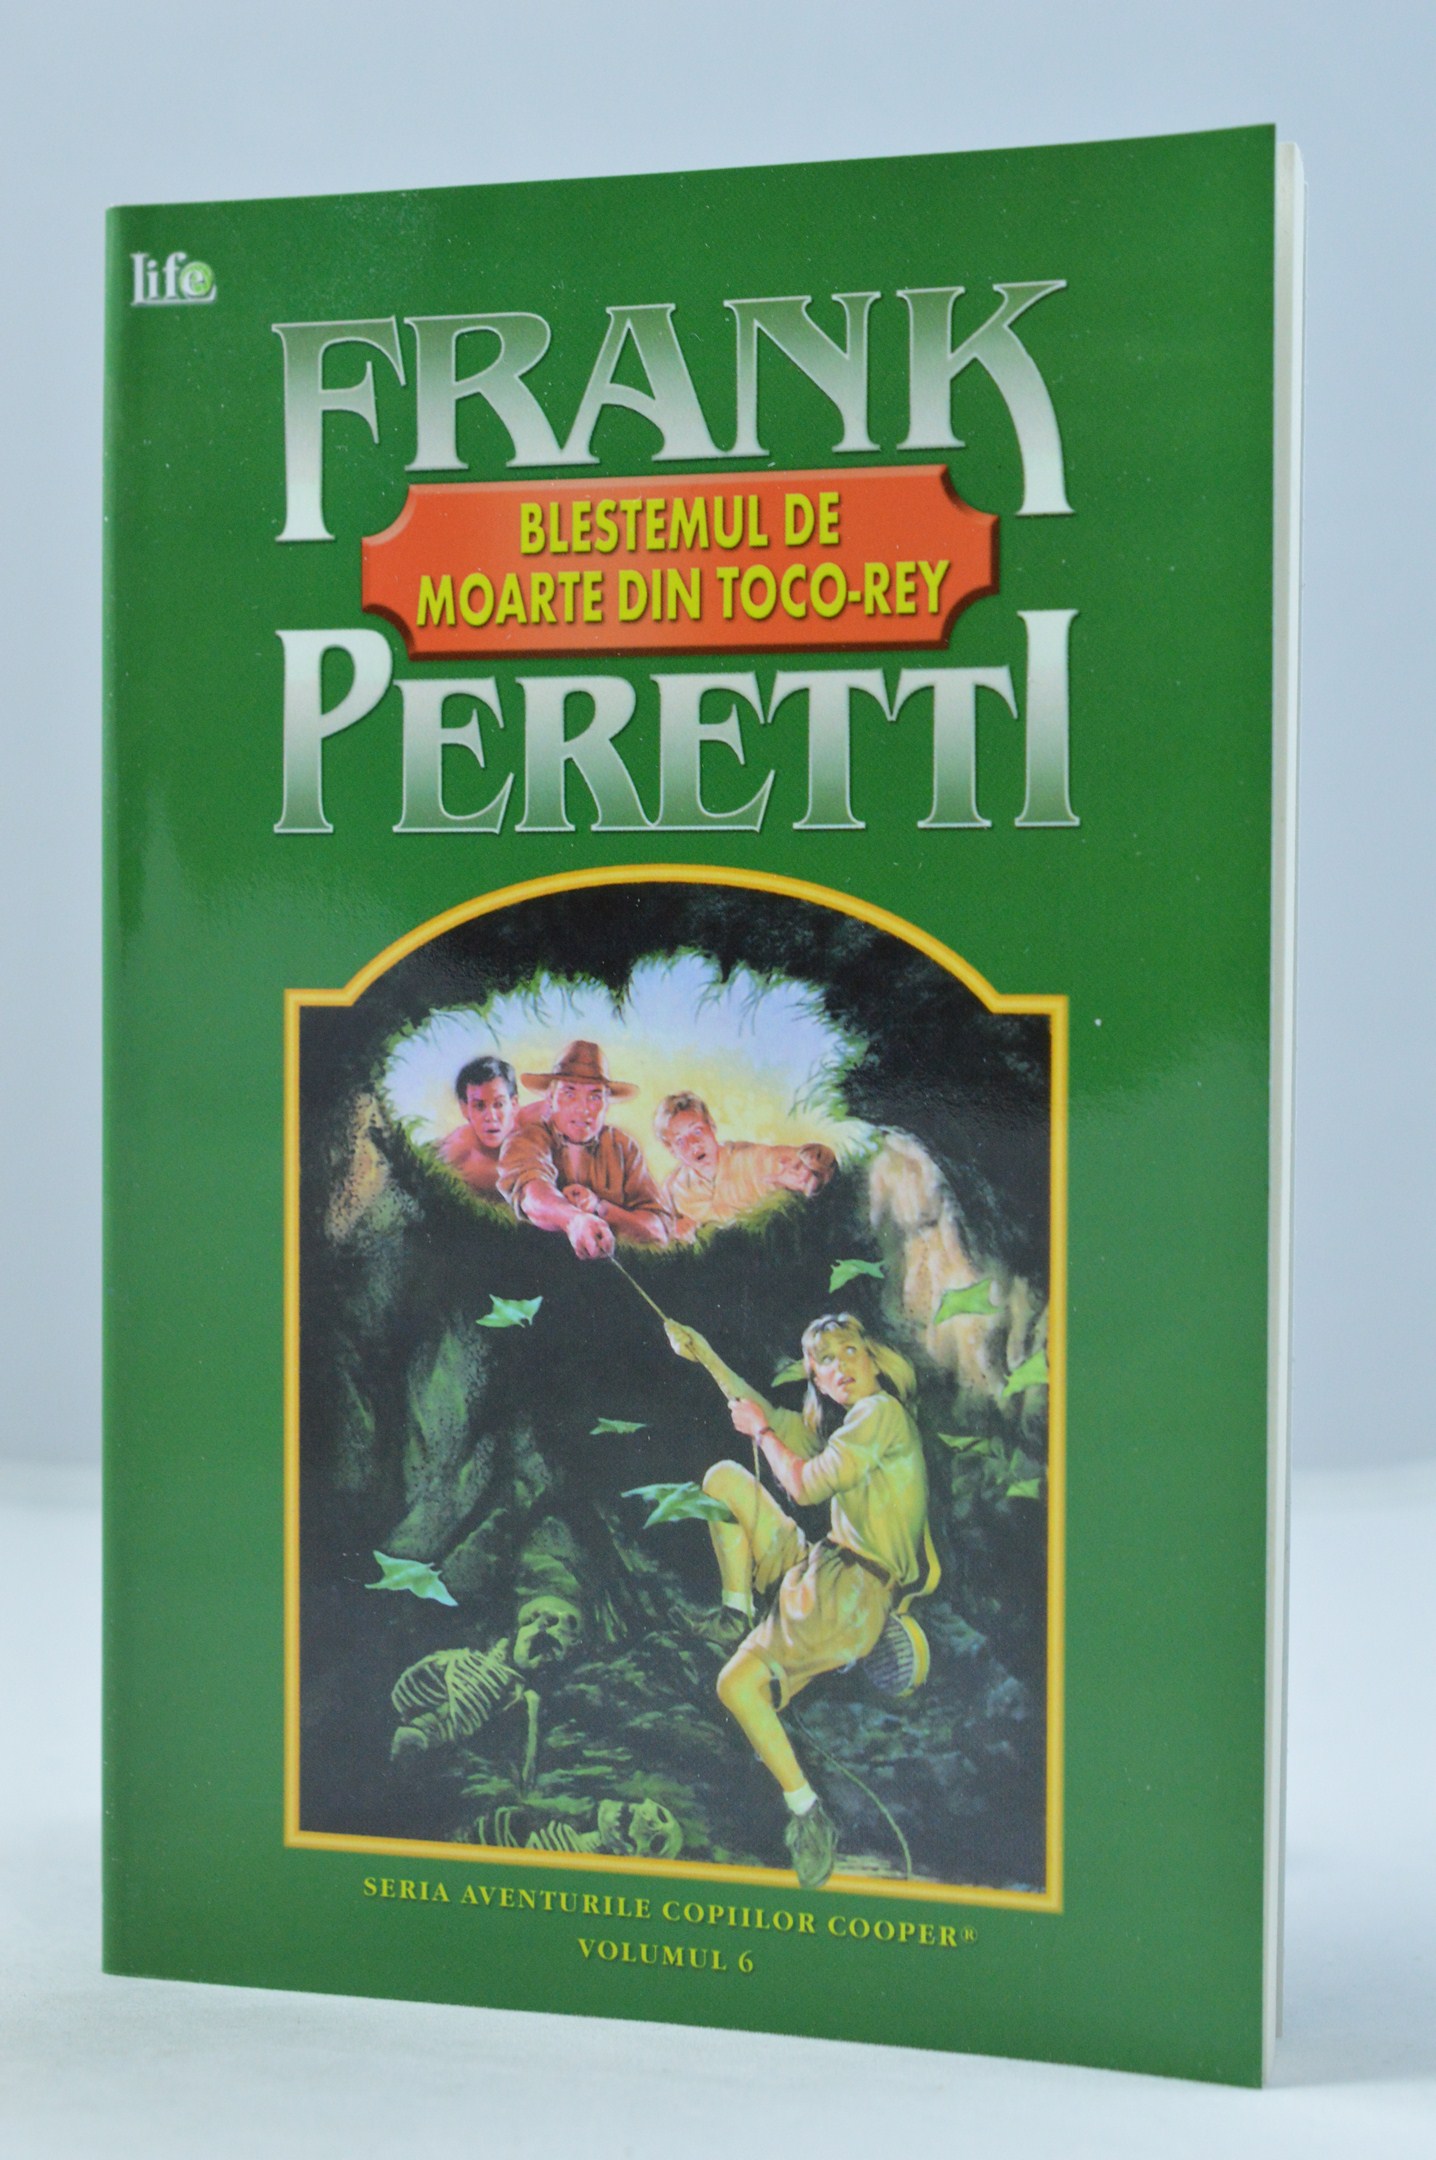 Life
FRANK
BLESTEMUL DE
MOARTE DIN TOCO-REY
PERETTI
SERIA AVENTURILE COPIILOR COOPER®
VOLUMUL 6